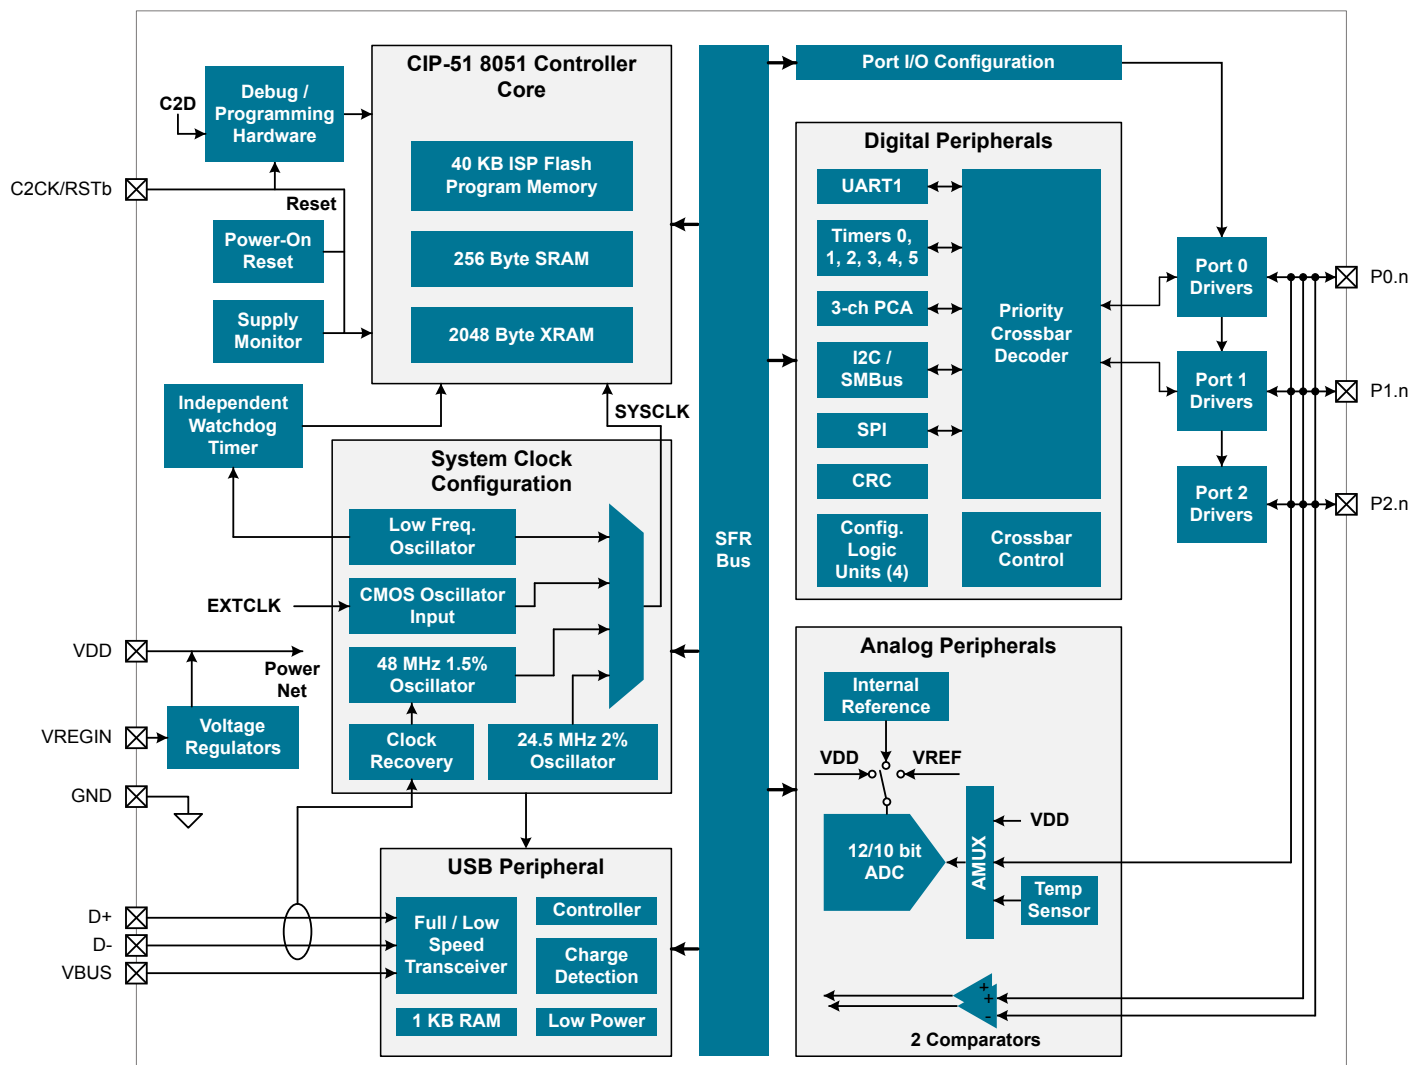 CIP-51 8051 Controller
Core
40 KB ISP Flash
Program Memory
256 Byte SRAM
2048 Byte XRAM
C2D
Debug /
Programming
Hardware
C2CK/RSTb
Reset
Power-On
Reset
Supply
Monitor
Independent
Watchdog
Timer
SYSCLK
System Clock
Configuration
Low Freq.
Oscillator
EXTCLK
CMOS Oscillator
Input
48 MHz 1.5%
Oscillator
Clock
Recovery
24.5 MHz 2%
Oscillator
VDD
Power
Net
VREGIN
Voltage
Regulators
GND
USB Peripheral
D+
D-
VBUS
Full / Low
Speed
Transceiver
Controller
Charge
Detection
1 KB RAM
Low Power
SFR
Bus
Port I/O Configuration
Digital Peripherals
UART1
Timers 0,
1, 2, 3, 4, 5
3-ch PCA
I2C /
SMBus
SPI
CRC
Config.
Logic
Units (4)
Priority
Crossbar
Decoder
Crossbar
Control
Port 0
Drivers
P0.n
Port 1
Drivers
P1.n
Port 2
Drivers
P2.n
Analog Peripherals
Internal
Reference
VDD
VREF
12/10 bit
ADC
AMUX
VDD
Temp
Sensor
+
+
-
2 Comparators